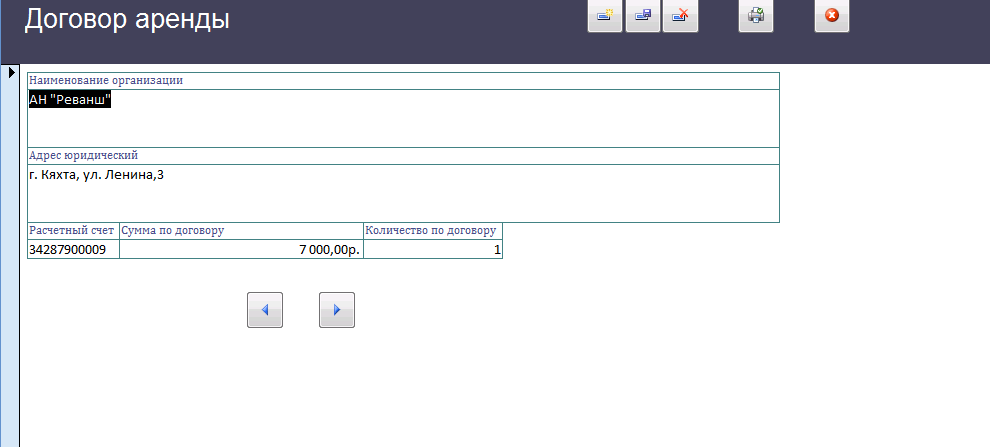 Договор аренды
Наименование организации
АН "Реванш"
Адрес юридический
г. Кяхта, ул. Ленина,3
Расчетный счет Сумма по договору Количество по договору
34287900009 7 000,00р. 1